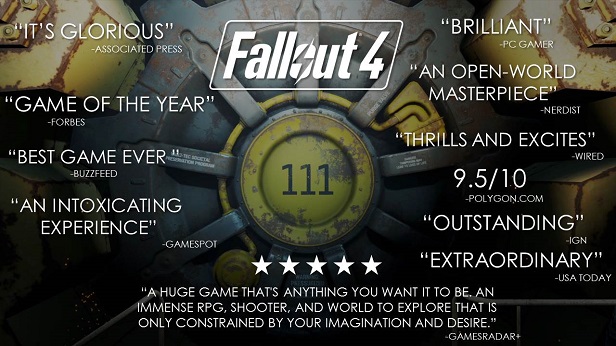 “IT’S GLORIOUS”
-ASSOCIATED PRESS
“GAME OF THE YEAR”
-FORBES
“BEST GAME EVER”
-BUZZFEED
“AN INTOXICATING
EXPERIENCE”
-GAMESPOT
Fallout 4
111
“BRILLIANT”
-PC GAMER
“AN OPEN-WORLD
MASTERPIECE”
-NERDIST
“THRILLS AND EXCITES”
-WIRED
9.5/10
-POLYGON.COM
“OUTSTANDING”
-IGN
“EXTRAORDINARY”
-USA TODAY
“A HUGE GAME THAT'S ANYTHING YOU WANT IT TO BE. AN
IMMENSE RPG, SHOOTER, AND WORLD TO EXPLORE THAT IS
ONLY CONSTRAINED BY YOUR IMAGINATION AND DESIRE.”
-GAMESRADAR+